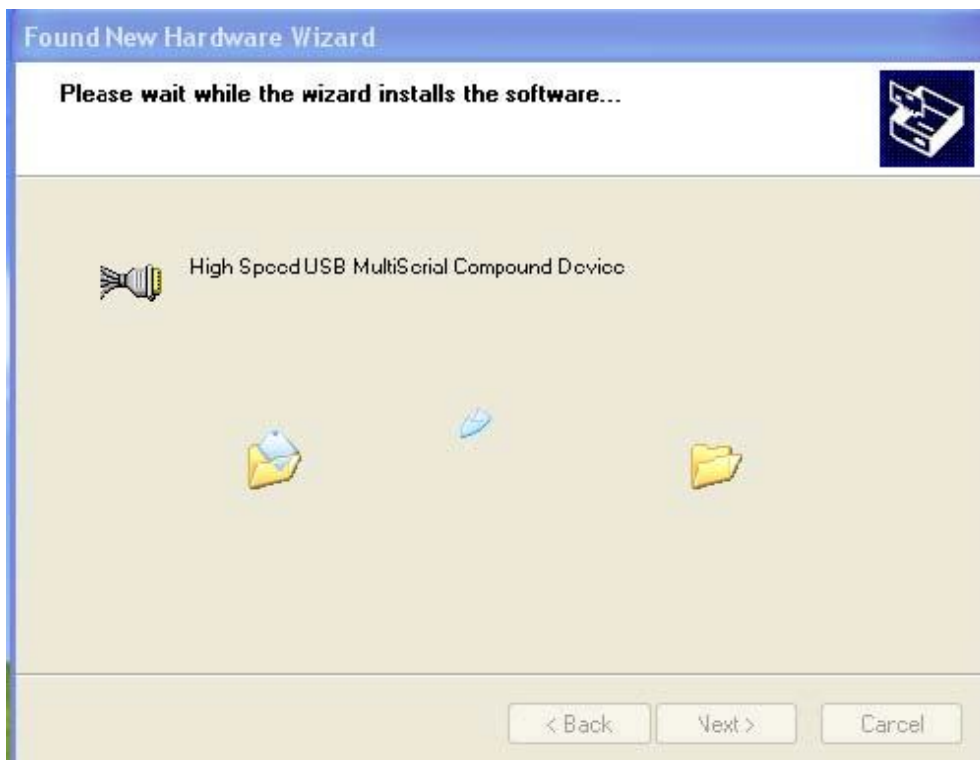 Found New Hardware Wizard
Please wait while the wizard installs the software...
High Speed USB MultiSerial Compound Device
< Back
Next >
Cancel